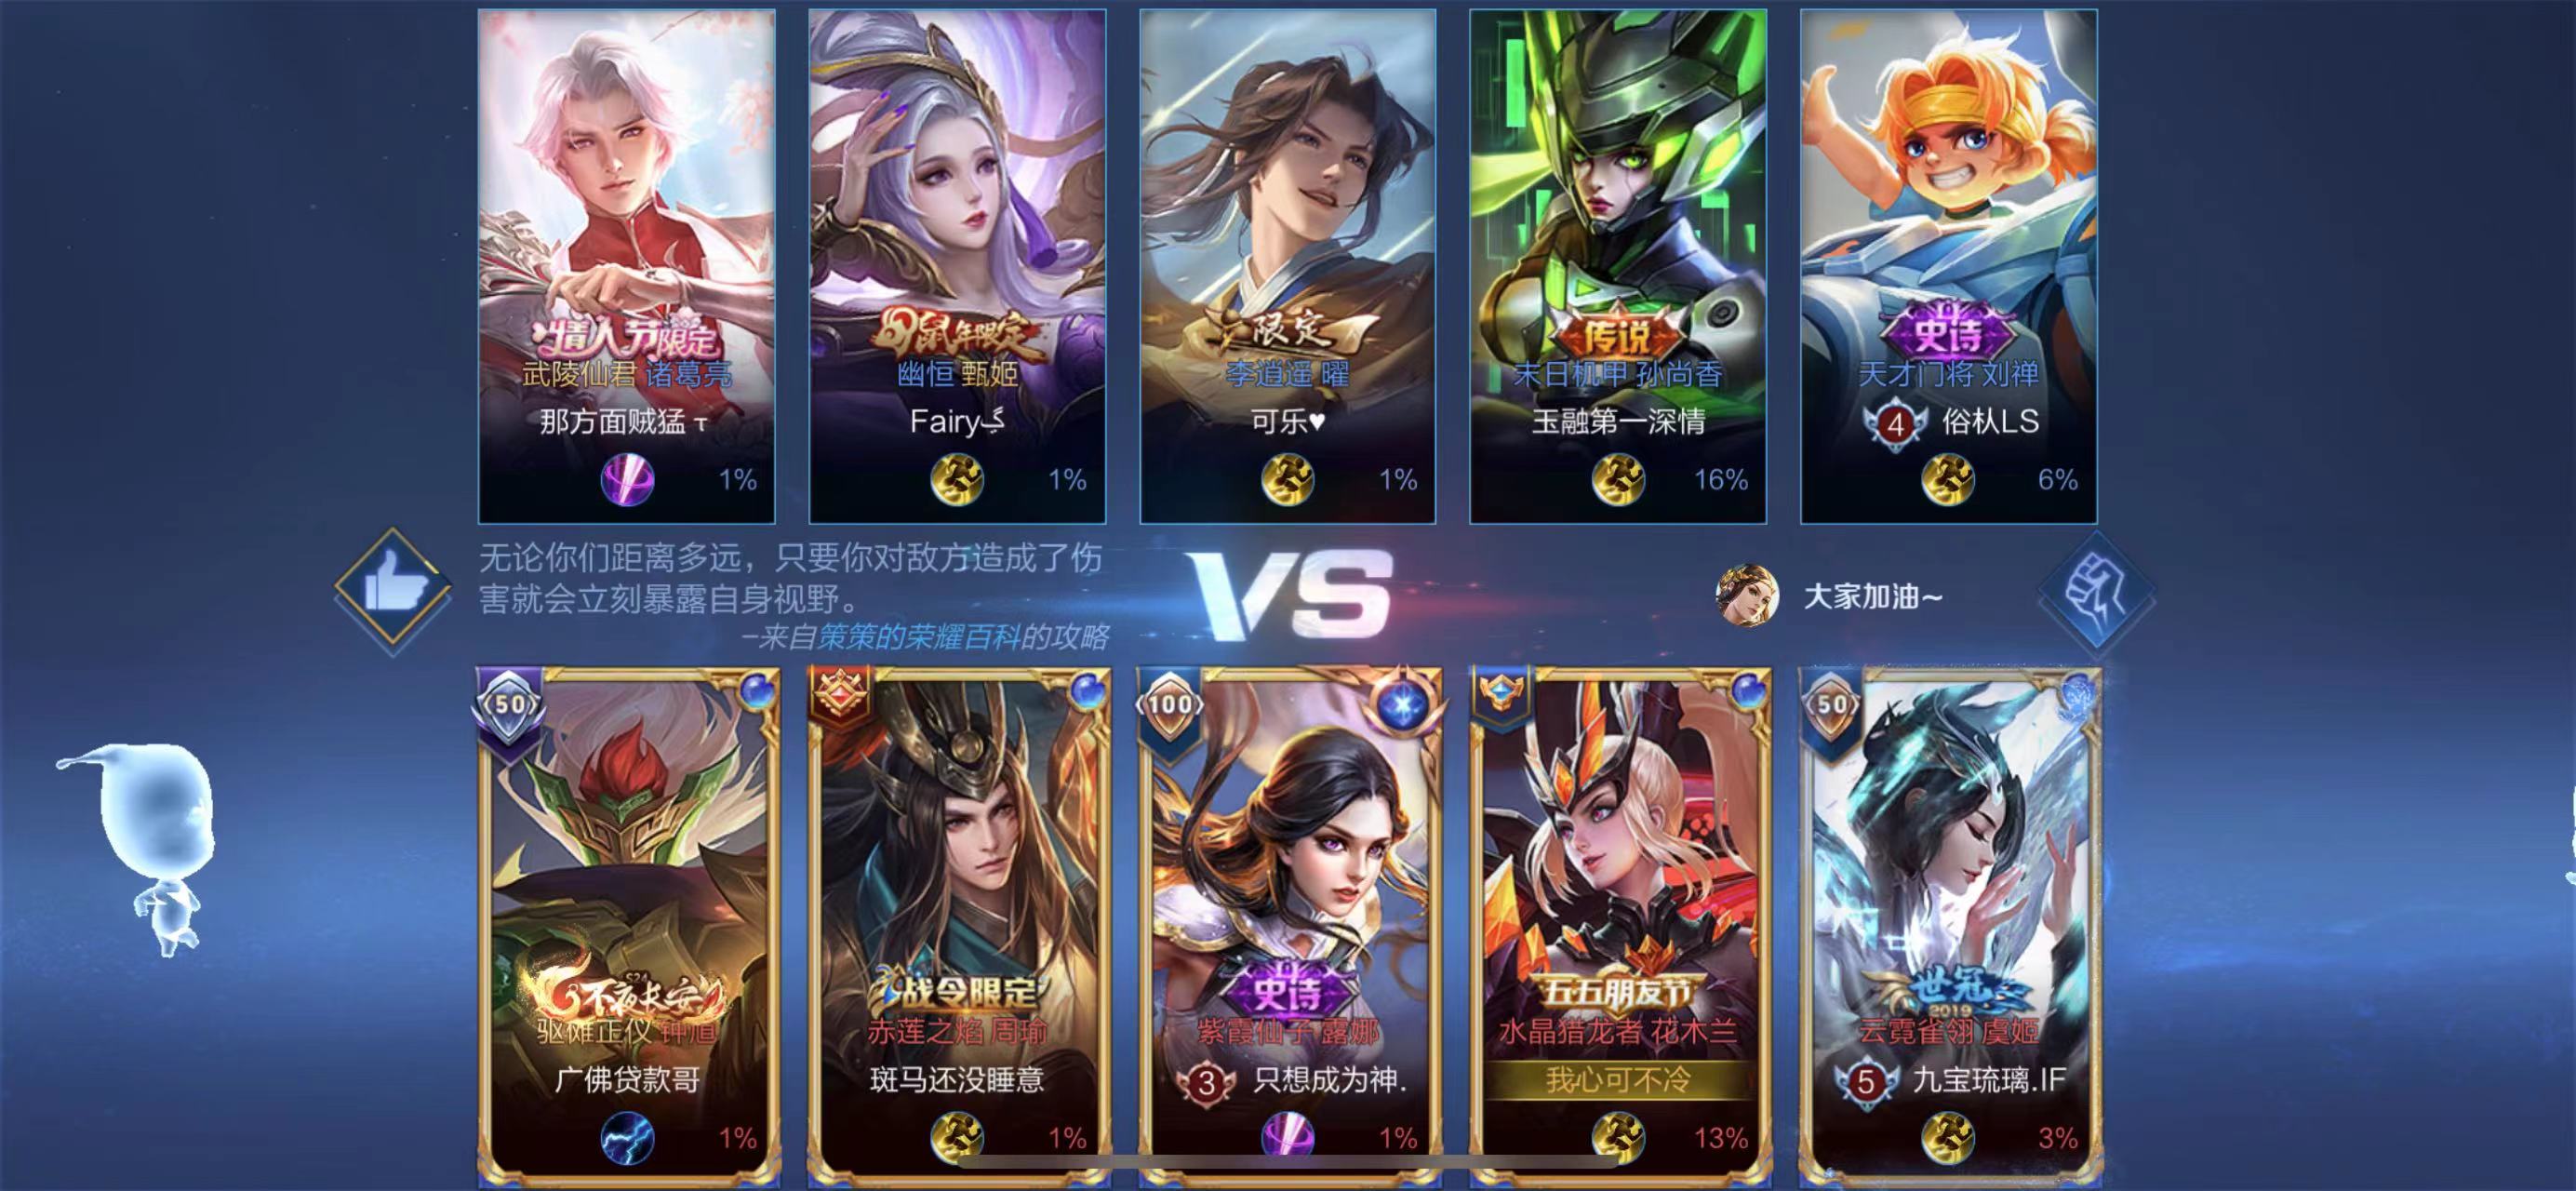 情人节限定
武陵仙君 诸葛亮
那方面贼猛 т
1%
鼠年限定
幽恒 甄姬
Fairyگ
1%
限定
李逍遥 曜
可乐♥
1%
传说
末日机甲 孙尚香
玉融第一深情
16%
史诗
天才门将 刘禅
4 俗朲LS
6%
无论你们距离多远，只要你对敌方造成了伤
害就会立刻暴露自身视野。
–来自策策的荣耀百科的攻略
VS
大家加油~
50
S24
不夜长安
驱傩正仪 钟馗
广佛贷款哥
1%
战令限定
赤莲之焰 周瑜
斑马还没睡意
1%
100
史诗
紫霞仙子 露娜
3 只想成为神.
1%
五五朋友节
水晶猎龙者 花木兰
我心可不冷
13%
50
世冠
2019
云霓雀翎 虞姬
5 九宝琉璃.IF
3%